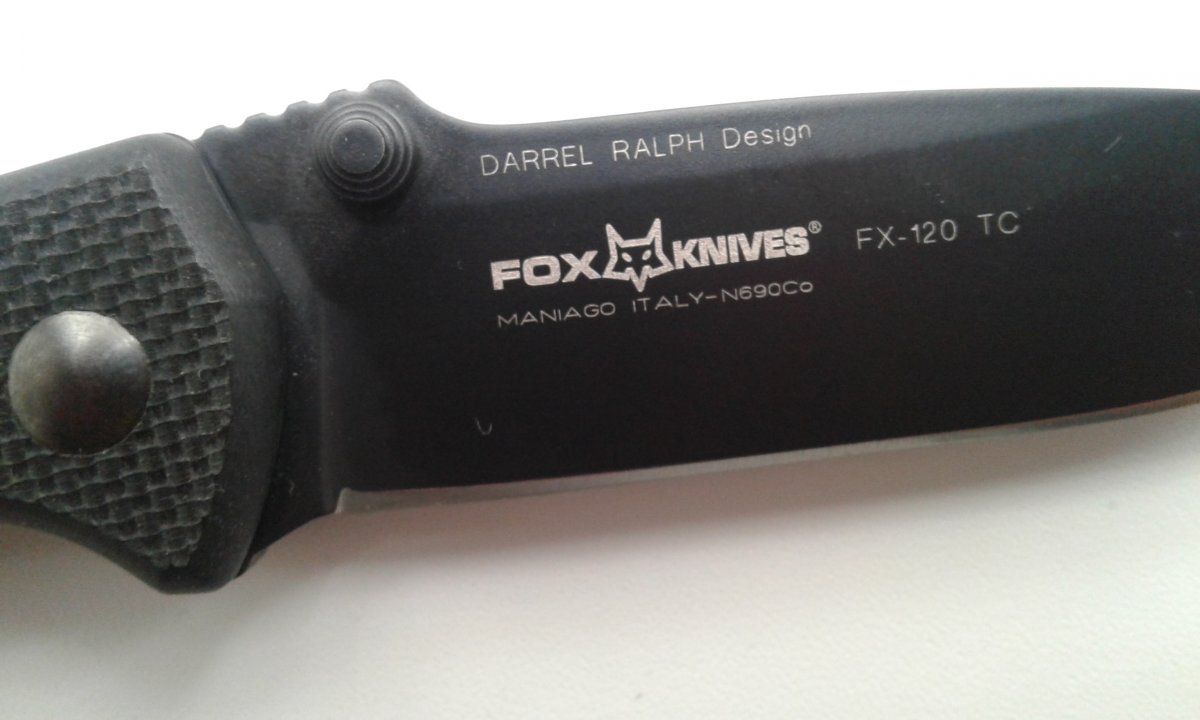 DARREL RALPH Design
FOX KNIVES® FX-120 TC
MANIAGO ITALY-N690Co